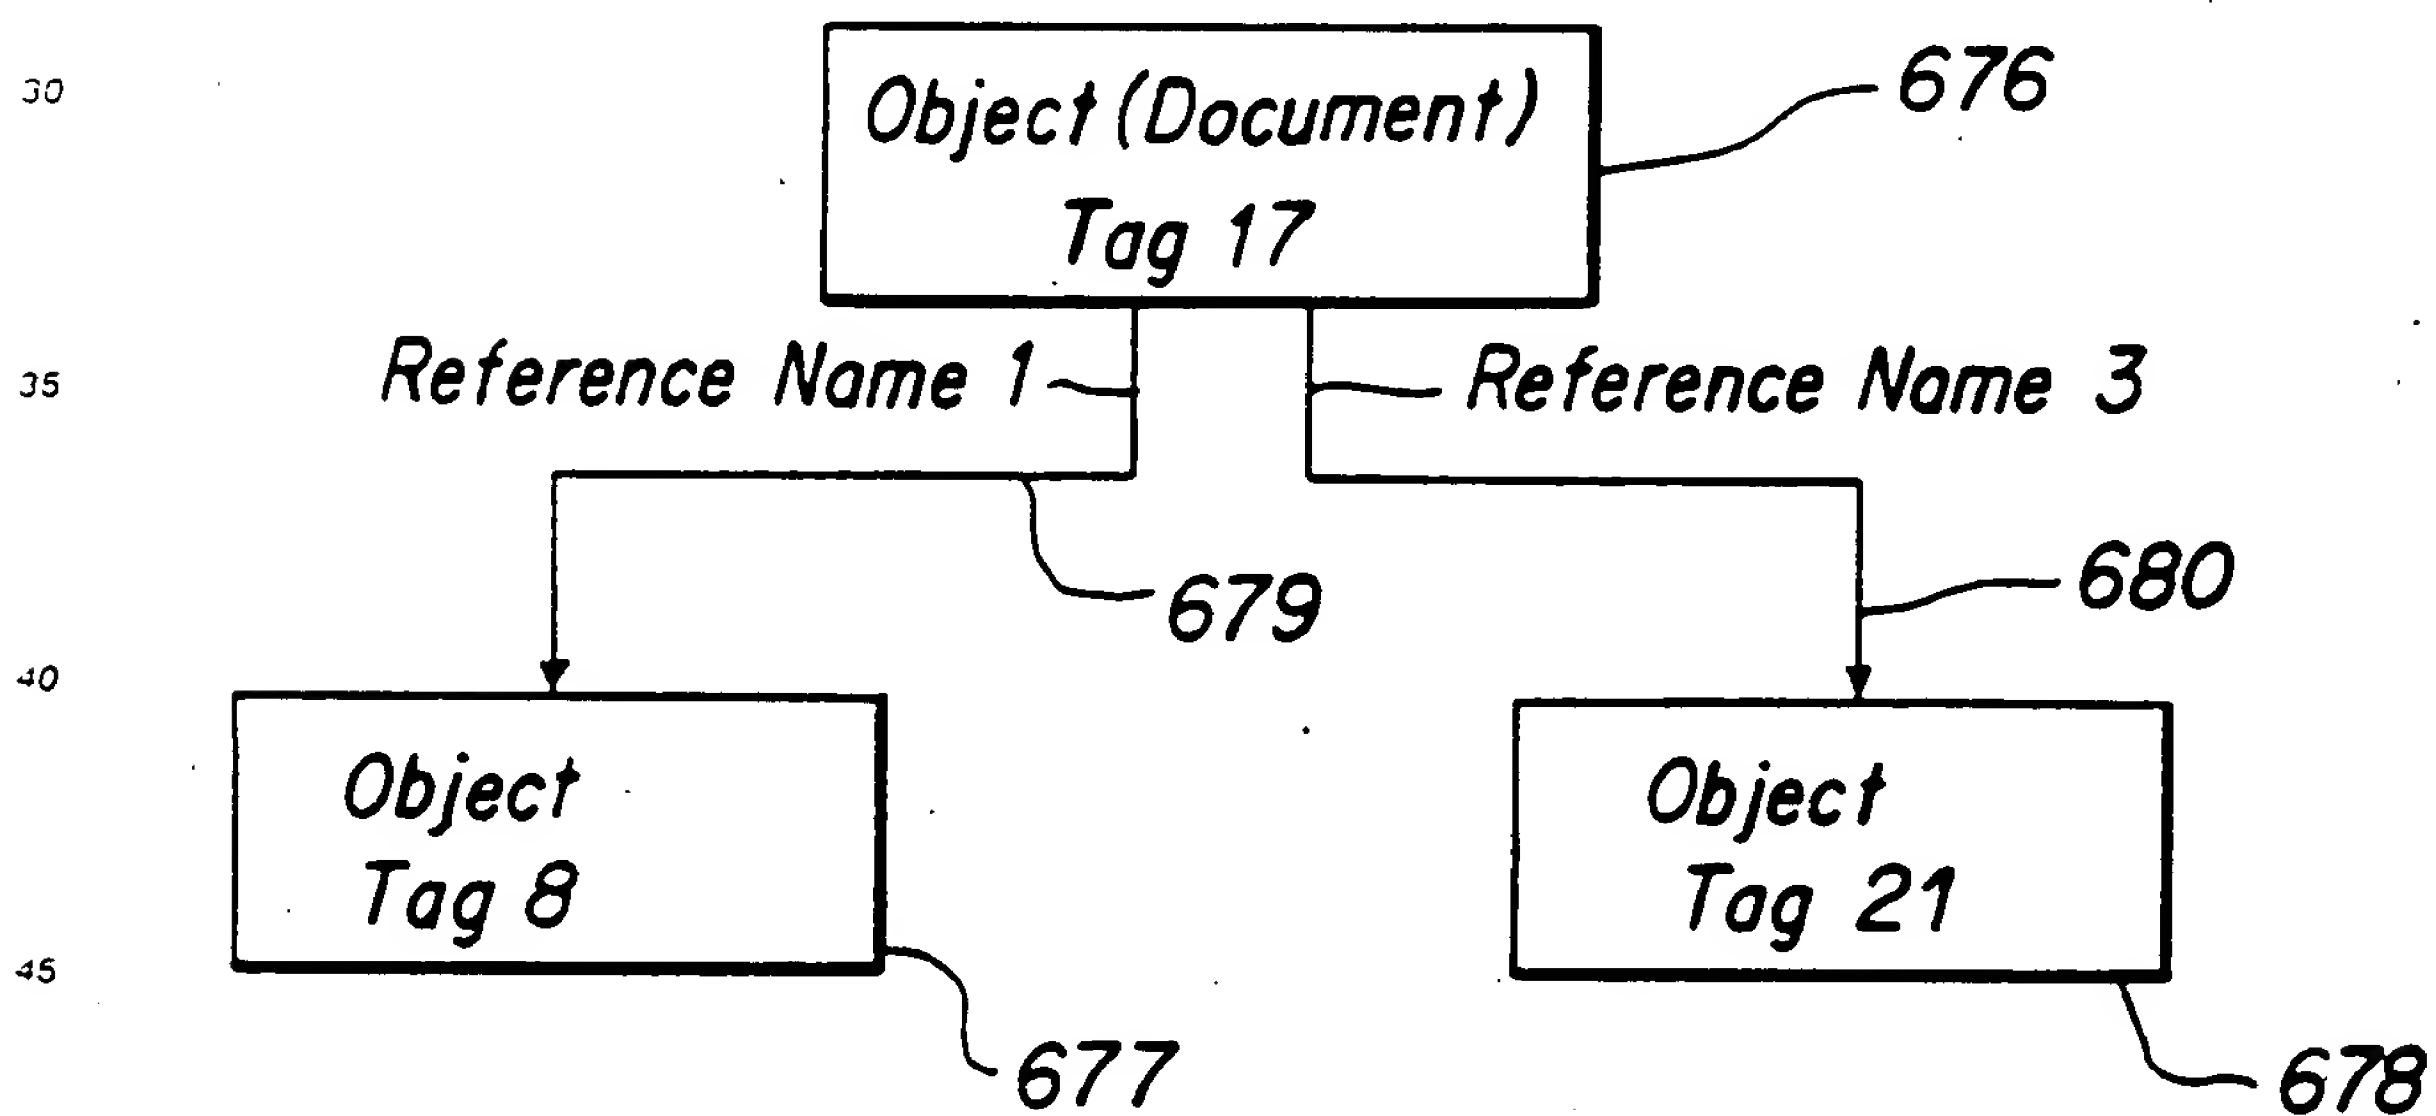 30
Object (Document)
676
Tag 17
35
Reference Name 1
Reference Name 3
679
680
40
Object
Tag 8
Object
Tag 21
45
677
678